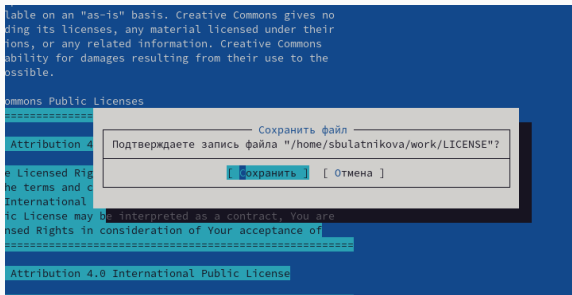 lable on an "as-is" basis. Creative Commons gives no
ding its licenses, any material licensed under their
ions, or any related information. Creative Commons
ability for damages resulting from their use to the
ossible.
ommons Public Licenses
=============
Сохранить файл
Attribution 4
Подтверждаете запись файла "/home/sbulatnikova/work/LICENSE"?
e Licensed Rig
[ Сохранить ] [ Отмена ]
he terms and c
International
ic License may be interpreted as a contract, You are
nsed Rights in consideration of Your acceptance of
=======================================================
Attribution 4.0 International Public License